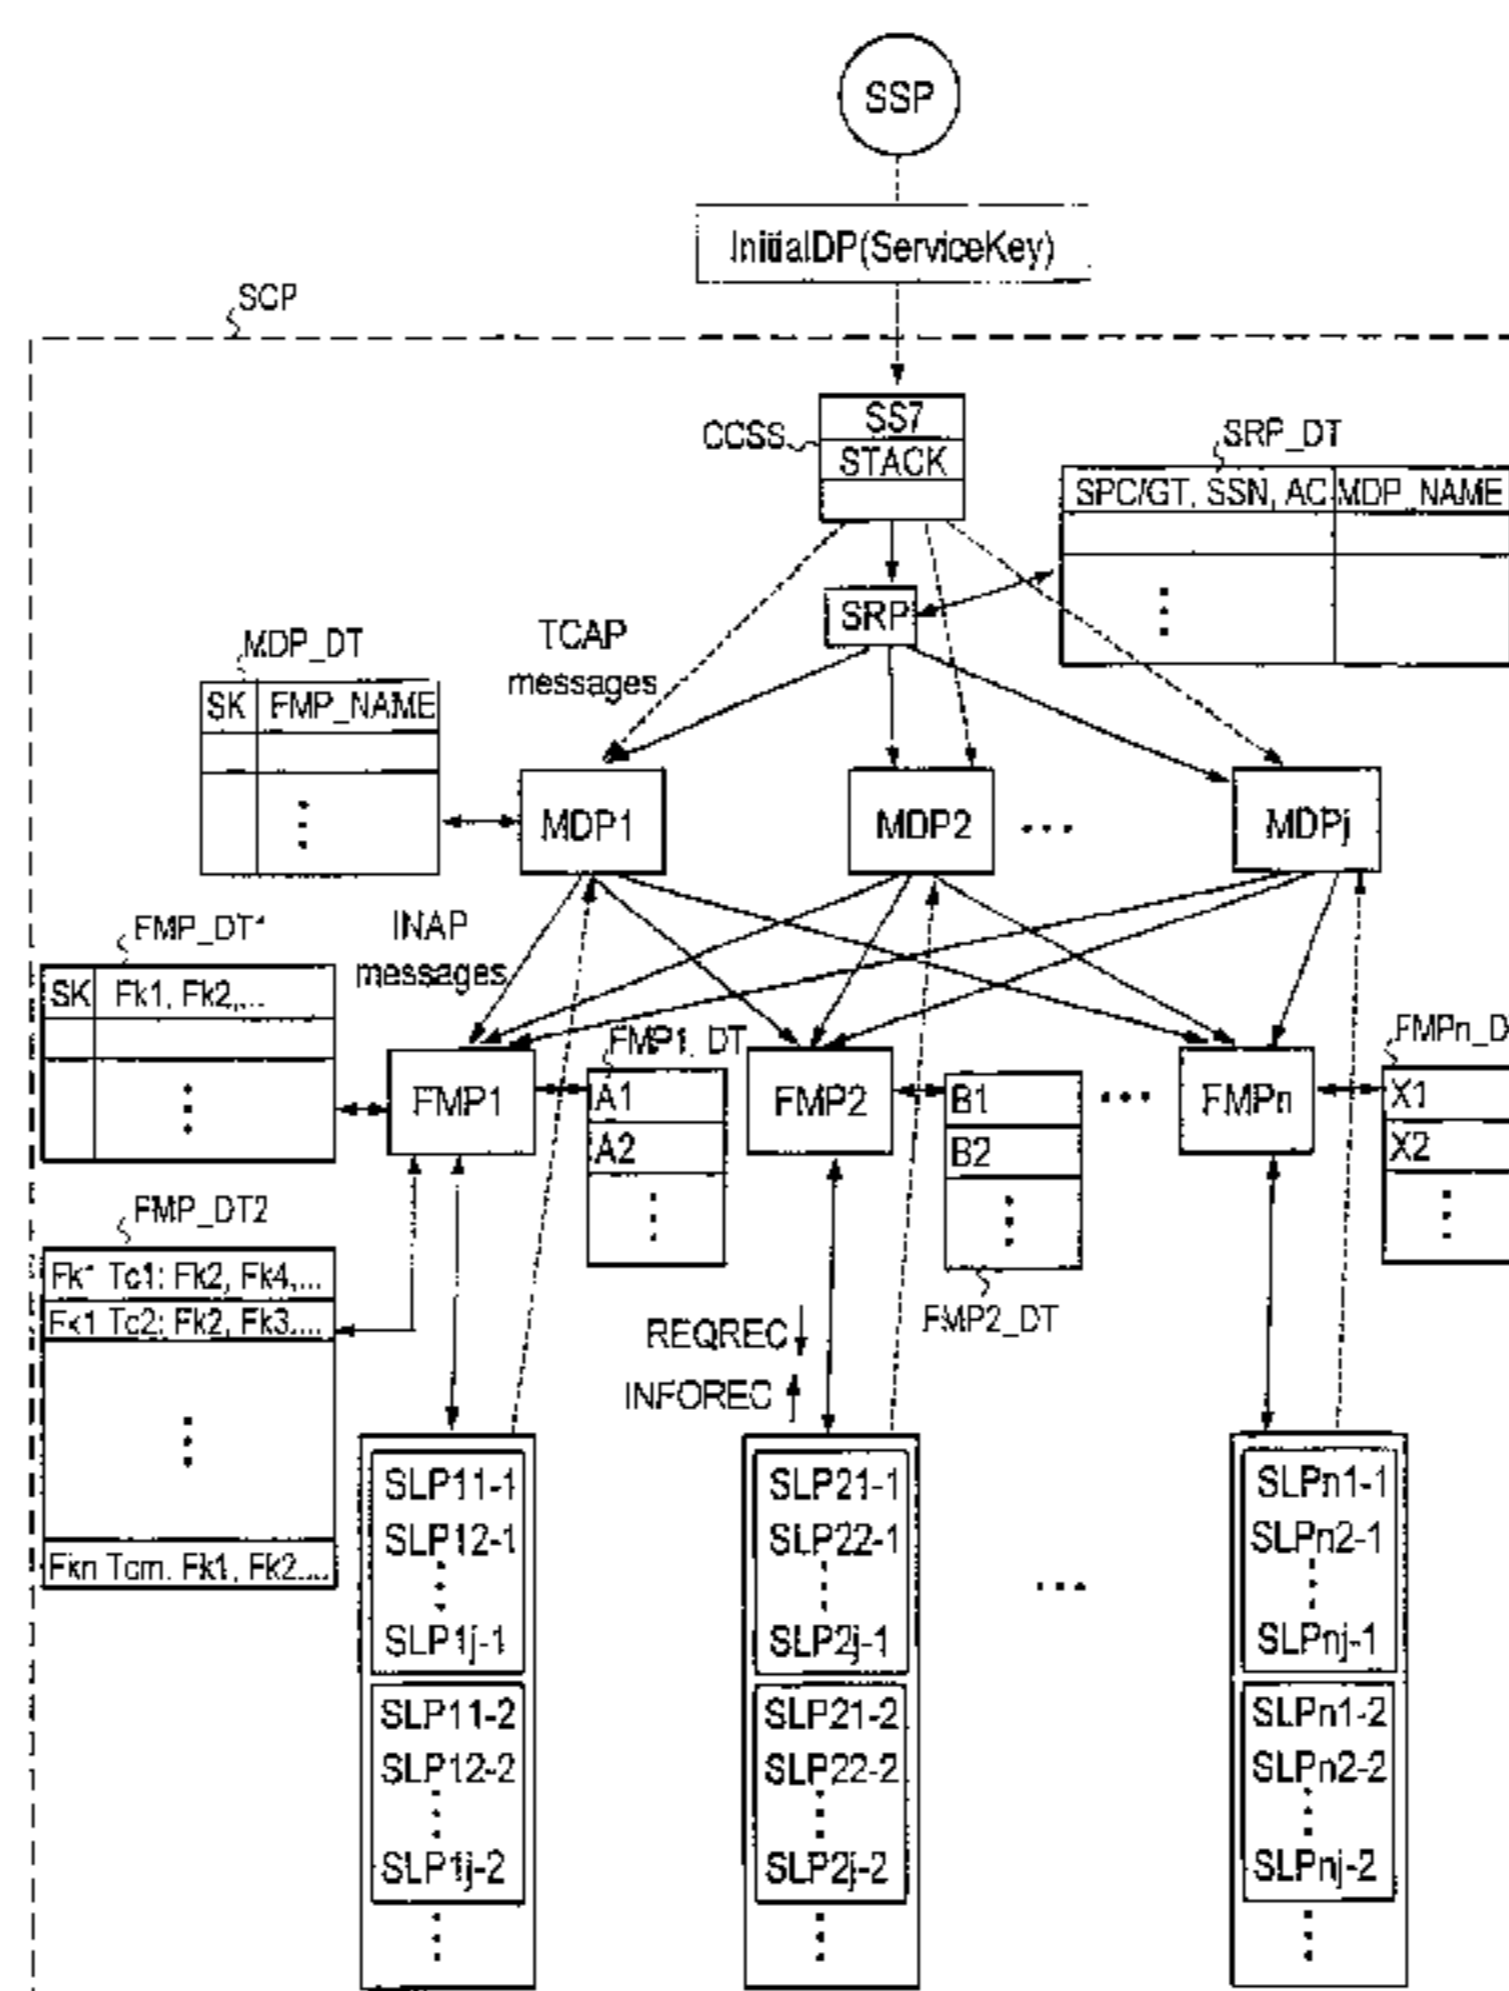 SSP
InitialDP(ServiceKey)
SCP
SS7
CCSS
STACK
SRP_DT
SPC/GT, SSN, AC MDP_NAME
SRP
TCAP
messages
MDP_DT
SK FMP_NAME
MDP1
MDP2
...
MDPj
INAP
messages
FMP_DT1
SK Fk1, Fk2,...
FMP1
FMP1_DT
A1
A2
FMP2
B1
B2
FMP2_DT
...
FMPn
FMPn_D
X1
X2
FMP_DT2
Fk1 Tc1: Fk2, Fk4,...
Fk1 Tc2: Fk2, Fk3,...
Fkn Tcm. Fk1, Fk2....
REQREC
INFOREC
SLP11-1
SLP12-1
SLP1j-1
SLP11-2
SLP12-2
SLP1j-2
SLP21-1
SLP22-1
SLP2j-1
SLP21-2
SLP22-2
SLP2j-2
...
SLPn1-1
SLPn2-1
SLPnj-1
SLPn1-2
SLPn2-2
SLPnj-2